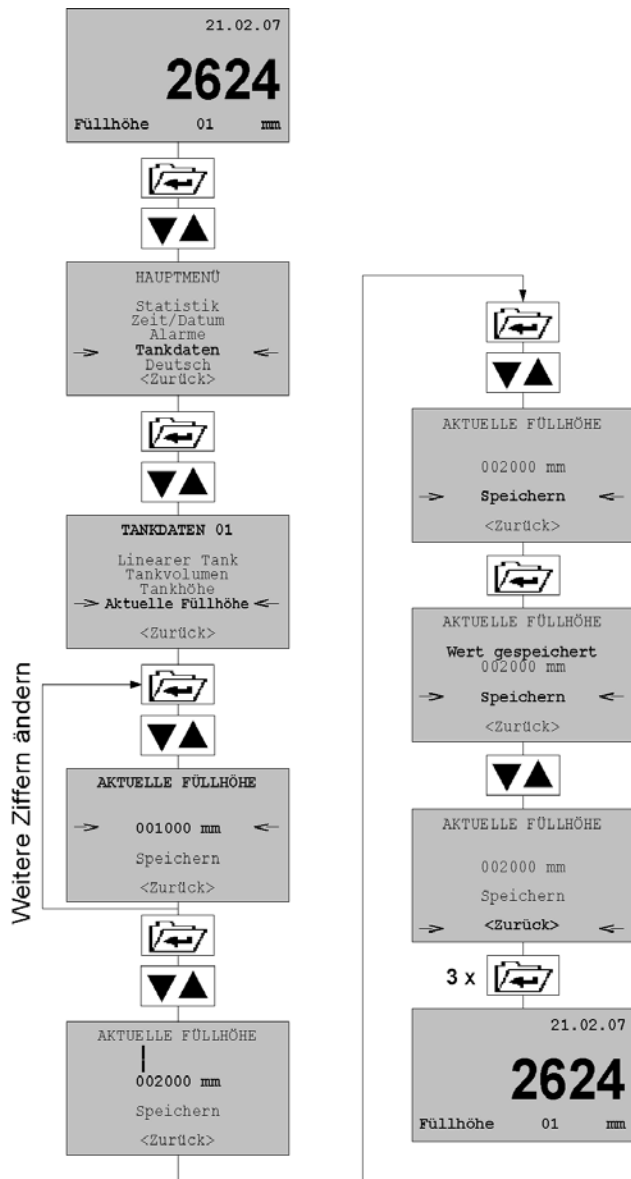 21.02.07
2624
Füllhöhe 01 mm
HAUPTMENÜ
Statistik
Zeit/Datum
Alarme
Tankdaten
Deutsch
<Zurück>
TANKDATEN 01
Linearer Tank
Tankvolumen
Tankhöhe
Aktuelle Füllhöhe
<Zurück>
Weitere Ziffern ändern
AKTUELLE FÜLLHÖHE
001000 mm
Speichern
<Zurück>
AKTUELLE FÜLLHÖHE
002000 mm
Speichern
<Zurück>
AKTUELLE FÜLLHÖHE
002000 mm
Speichern
<Zurück>
AKTUELLE FÜLLHÖHE
Wert gespeichert
002000 mm
Speichern
<Zurück>
AKTUELLE FÜLLHÖHE
002000 mm
Speichern
<Zurück>
3 x
21.02.07
2624
Füllhöhe 01 mm